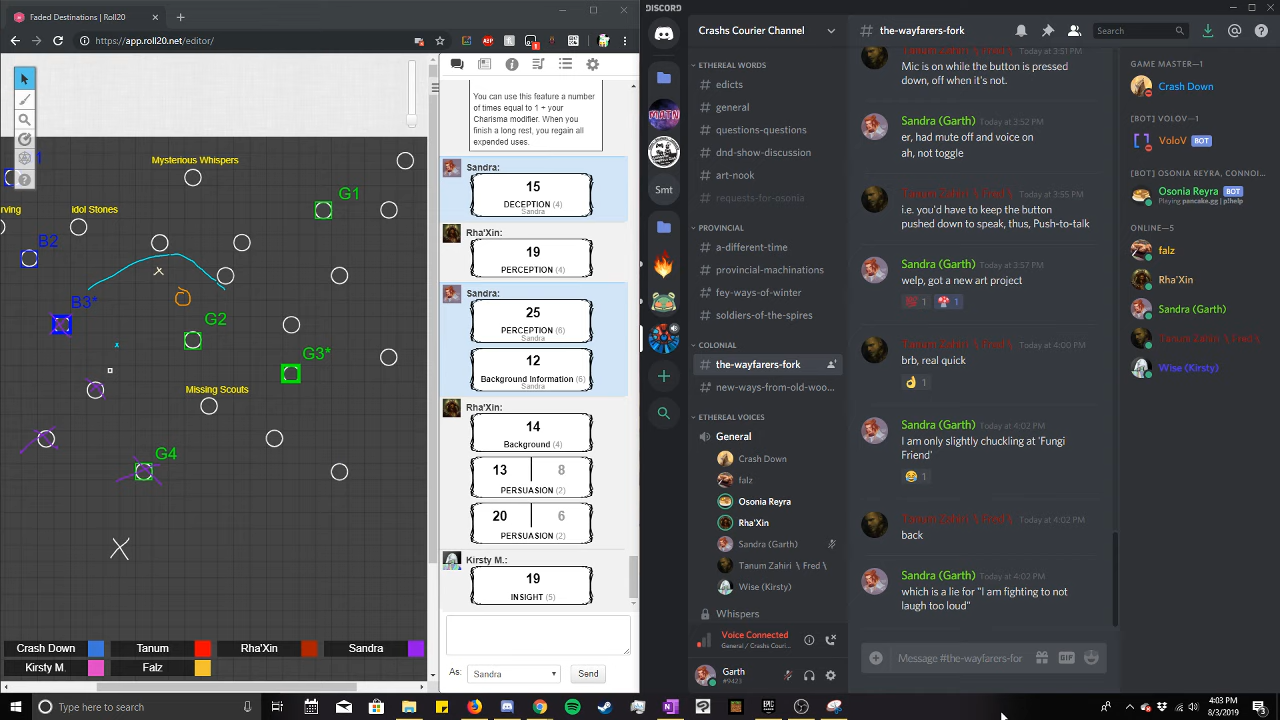 Faded Destinations | Roll20
https://app.roll20.net/editor/
Mysterious Whispers
G1
rving
idol Stones
B2
B3*
G2
G3*
Missing Scouts
G4
Crash Down
Tanum
Rha'Xin
Sandra
Kirsty M.
Falz
You can use this feature a number
of times equal to 1 + your
Charisma modifier. When you
finish a long rest, you regain all
expended uses.
Sandra:
15
DECEPTION (4)
Sandra
Rha'Xin:
19
PERCEPTION (4)
Sandra:
25
PERCEPTION (6)
Sandra
12
Background Information (6)
Sandra
Rha'Xin:
14
Background (4)
13 8
PERSUASION (2)
20 6
PERSUASION (2)
Kirsty M.:
19
INSIGHT (5)
As:
Sandra
Send
DISCORD
Smt
Crashs Courier Channel
ETHEREAL WORDS
# edicts
# general
# questions-questions
# dnd-show-discussion
# art-nook
# requests-for-osonia
PROVINCIAL
# a-different-time
# provincial-machinations
# fey-ways-of-winter
# soldiers-of-the-spires
COLONIAL
# the-wayfarers-fork
# new-ways-from-old-woo...
ETHEREAL VOICES
General
Crash Down
falz
Osonia Reyra
Rha'Xin
Sandra (Garth)
Tanum Zahiri \ Fred \
Wise (Kirsty)
Whispers
Voice Connected
General / Crashs Couri...
Garth
#9423
# the-wayfarers-fork
Search
Tanum Zahiri \ Fred \
Mic is on while the button is pressed
down, off when it's not.
Sandra (Garth) Today at 3:52 PM
er, had mute off and voice on
ah, not toggle
Tanum Zahiri \ Fred \ Today at 3:55 PM
i.e. you'd have to keep the button
pushed down to speak, thus, Push-to-talk
Sandra (Garth) Today at 3:57 PM
welp, got a new art project
1 1
Tanum Zahiri \ Fred \ Today at 4:00 PM
brb, real quick
1
Sandra (Garth) Today at 4:02 PM
I am only slightly chuckling at 'Fungi
Friend'
1
Tanum Zahiri \ Fred \ Today at 4:02 PM
back
Sandra (Garth) Today at 4:02 PM
which is a lie for "I am fighting to not
laugh too loud"
Message #the-wayfarers-for
GIF
GAME MASTER—1
Crash Down
[BOT] VOLOV—1
VoloV BOT
[BOT] OSONIA REYRA, CONNOI...
Osonia Reyra BOT
Playing pancake.gg | p!help
ONLINE—5
falz
Rha'Xin
Sandra (Garth)
Tanum Zahiri \ Fred \
Wise (Kirsty)
Type here to search
4:03 PM
8/3/2019